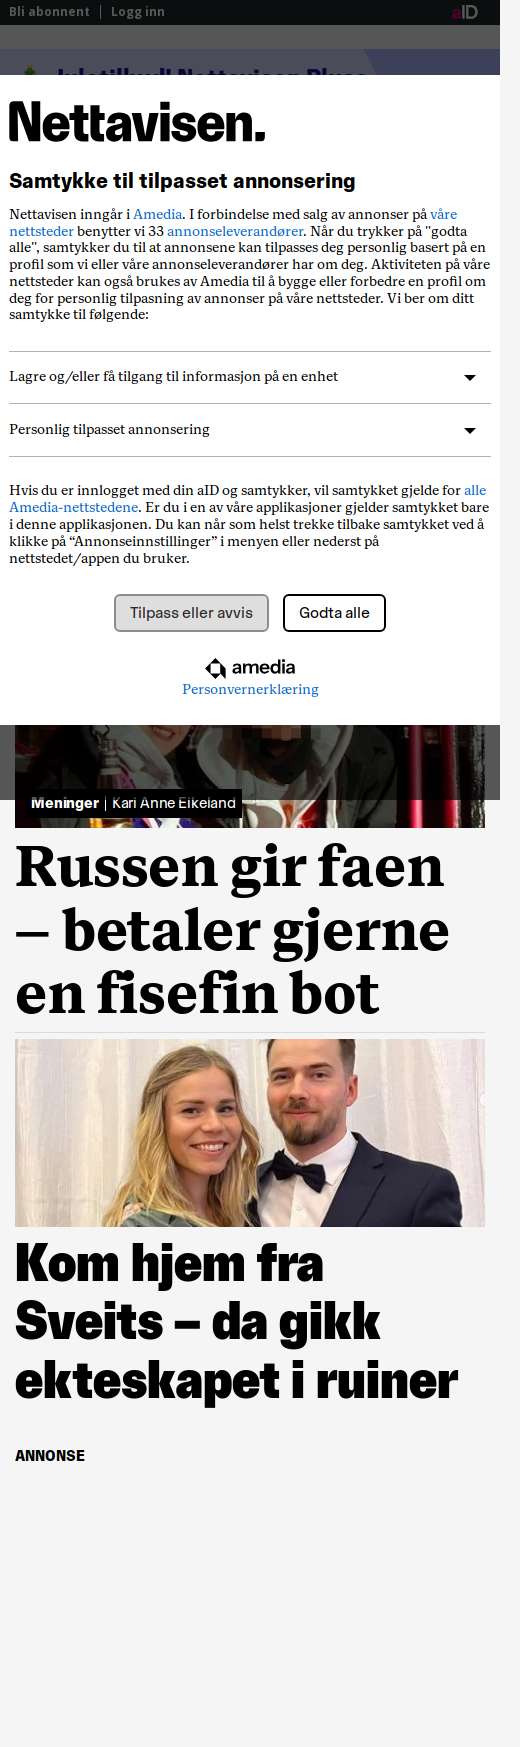 Bli abonnent | Logg inn
aID
Juletilbud! Nettavisen Pluss
Nettavisen.
Samtykke til tilpasset annonsering
Nettavisen inngår i Amedia. I forbindelse med salg av annonser på våre
nettsteder benytter vi 33 annonseleverandører. Når du trykker på "godta
alle", samtykker du til at annonsene kan tilpasses deg personlig basert på en
profil som vi eller våre annonseleverandører har om deg. Aktiviteten på våre
nettsteder kan også brukes av Amedia til å bygge eller forbedre en profil om
deg for personlig tilpasning av annonser på våre nettsteder. Vi ber om ditt
samtykke til følgende:
Lagre og/eller få tilgang til informasjon på en enhet
Personlig tilpasset annonsering
Hvis du er innlogget med din aID og samtykker, vil samtykket gjelde for alle
Amedia-nettstedene. Er du i en av våre applikasjoner gjelder samtykket bare
i denne applikasjonen. Du kan når som helst trekke tilbake samtykket ved å
klikke på “Annonseinnstillinger” i menyen eller nederst på
nettstedet/appen du bruker.
Tilpass eller avvis
Godta alle
amedia
Personvernerklæring
Meninger | Kari Anne Eikeland
Russen gir faen
– betaler gjerne
en fisefin bot
Kom hjem fra
Sveits – da gikk
ekteskapet i ruiner
ANNONSE